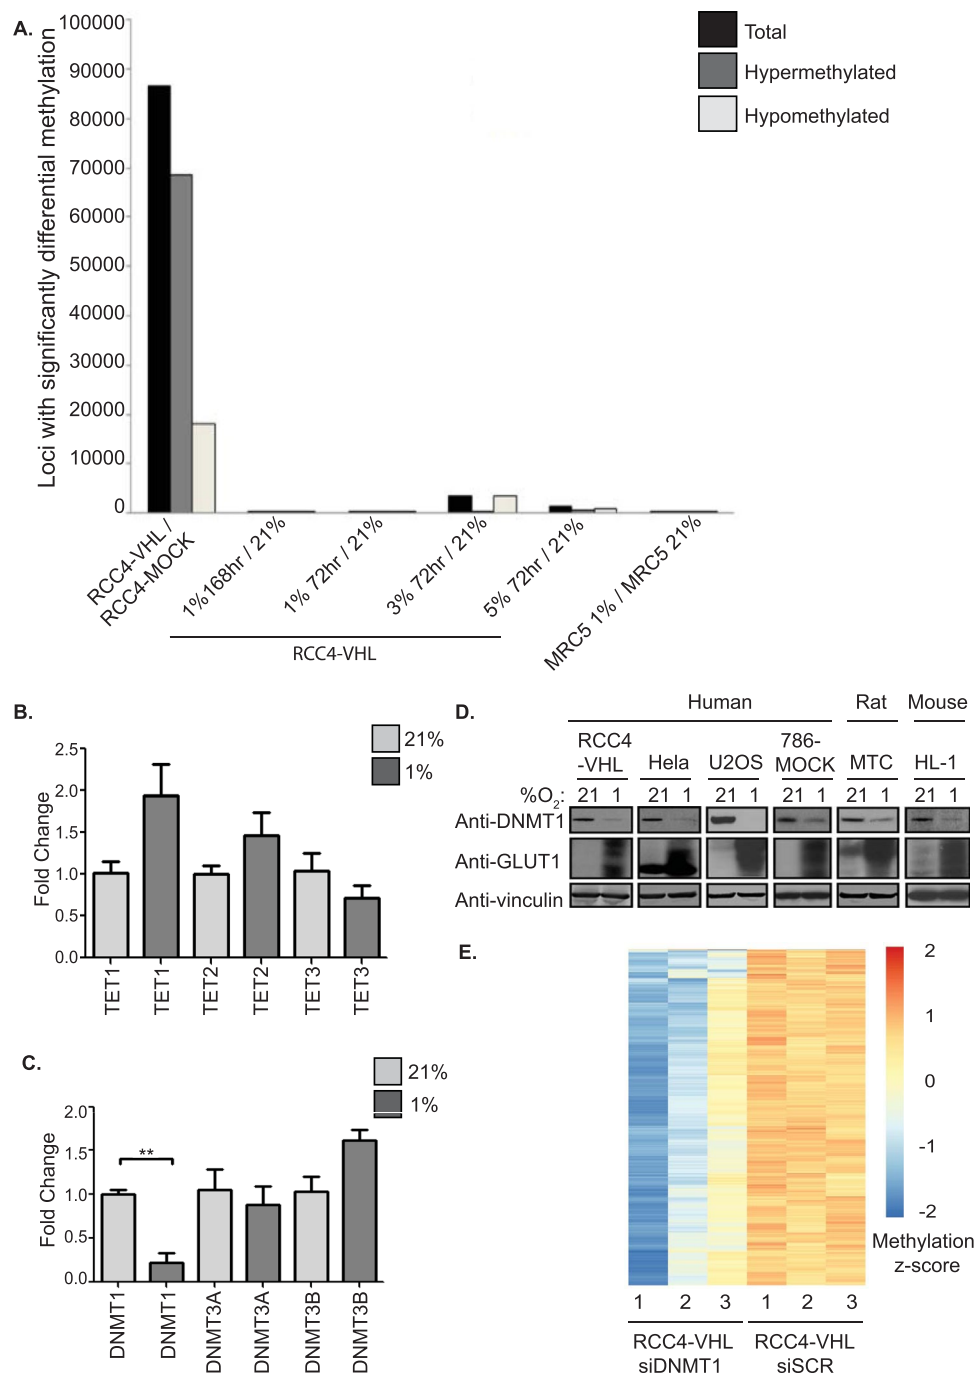 A.
Loci with significantly differential methylation
100000
90000
80000
70000
60000
50000
40000
30000
20000
10000
0
Total
Hypermethylated
Hypomethylated
RCC4-VHL /
RCC4-MOCK
1%168hr / 21%
1% 72hr / 21%
3% 72hr / 21%
5% 72hr / 21%
MRC5 1% / MRC5 21%
RCC4-VHL
B.
21%
1%
Fold Change
2.5
2.0
1.5
1.0
0.5
0.0
TET1
TET1
TET2
TET2
TET3
TET3
C.
21%
1%
Fold Change
2.0
1.5
1.0
0.5
0.0
**
DNMT1
DNMT1
DNMT3A
DNMT3A
DNMT3B
DNMT3B
D.
Human Rat Mouse
RCC4
-VHL
Hela
U2OS
786-
MOCK
MTC
HL-1
%O2: 21 1 21 1 21 1 21 1 21 1 21 1
Anti-DNMT1
Anti-GLUT1
Anti-vinculin
E.
2
1
0
-1
-2
Methylation
z-score
1 2 3 1 2 3
RCC4-VHL
siDNMT1
RCC4-VHL
siSCR